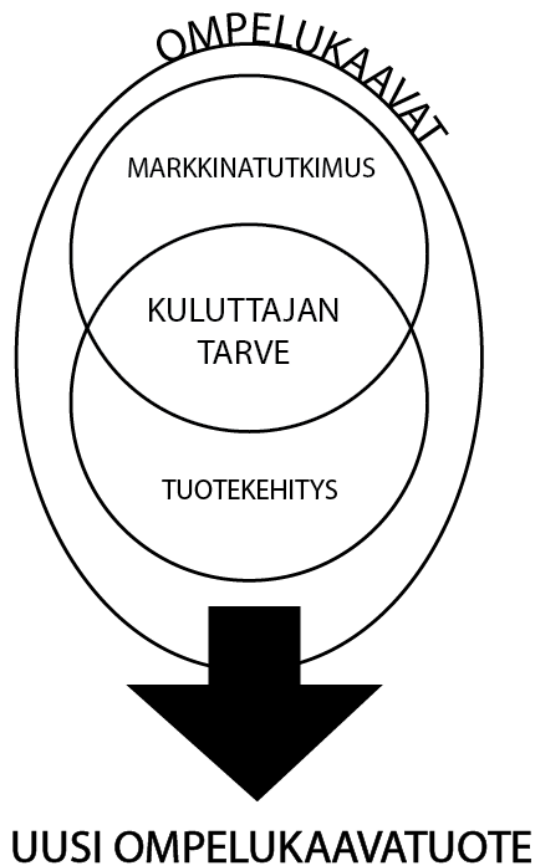 OMPELUKAAVAT
MARKKINATUTKIMUS
KULUTTAJAN
TARVE
TUOTEKEHITYS
UUSI OMPELUKAAVATUOTE